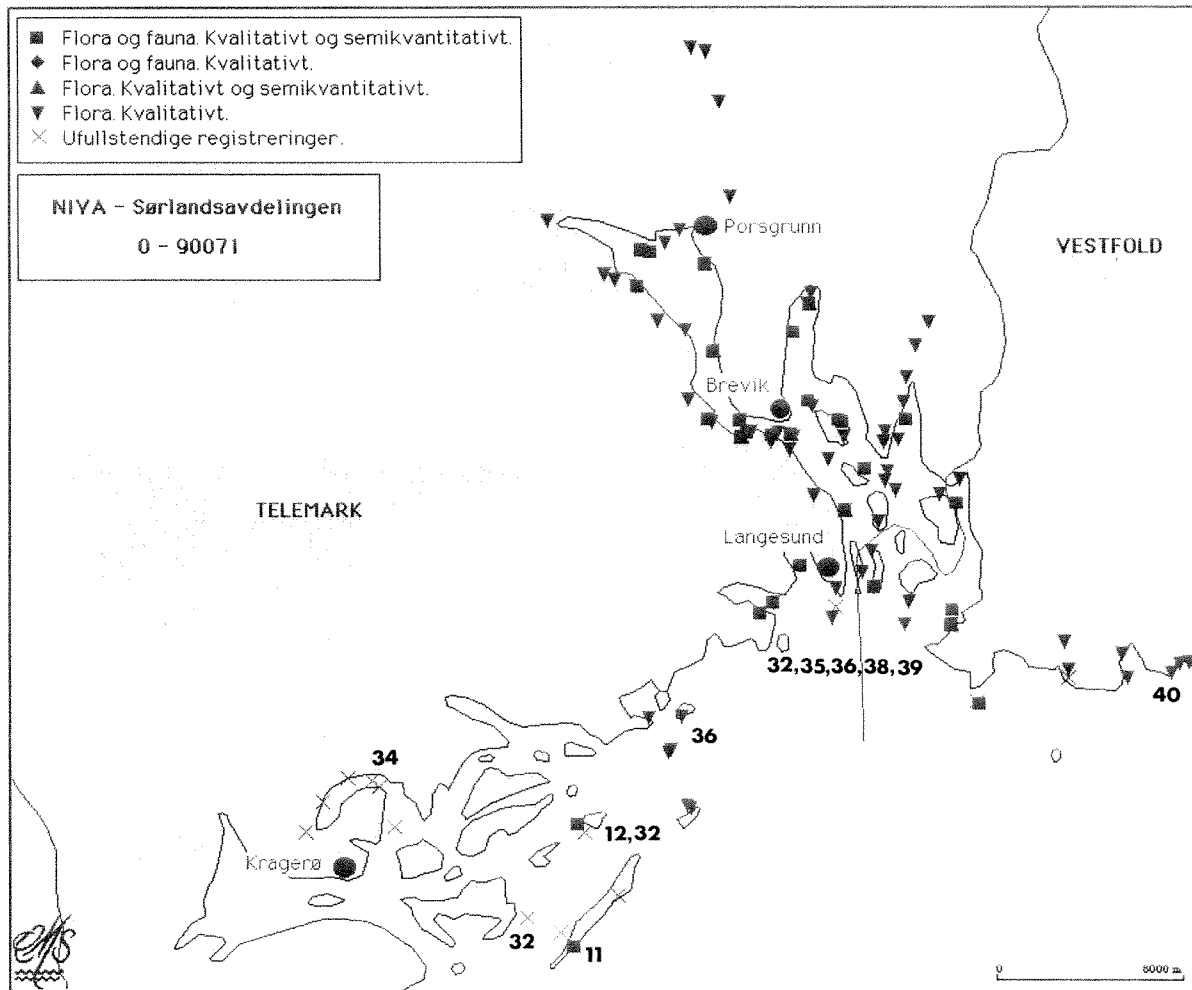 Flora og fauna. Kvalitativt og semikvantitativt.
Flora og fauna. Kvalitativt.
Flora. Kvalitativt og semikvantitativt.
Flora. Kvalitativt.
Ufullstendige registreringer.
NIVA - Sørlandsavdelingen
O - 90071
Porsgrunn
VESTFOLD
Brevik
TELEMARK
Langesund
32,35,36,38,39
40
36
34
12,32
Kragerø
32
11
0 8000 m